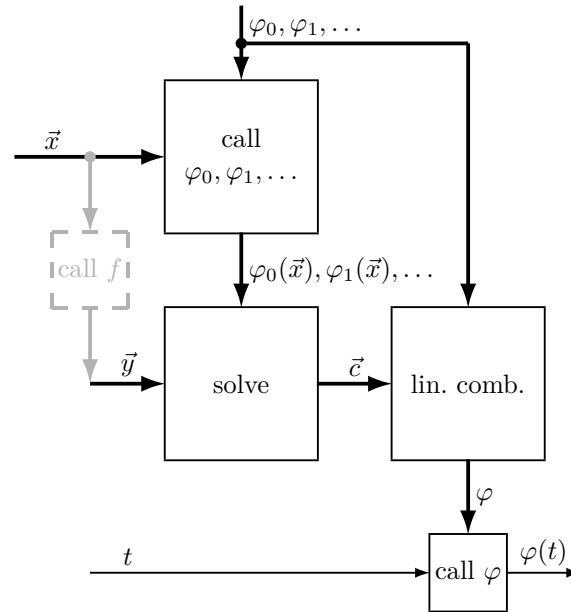 φ₀, φ₁, …
x⃗
call
φ₀, φ₁, …
call f
φ₀(x⃗), φ₁(x⃗), …
y⃗
solve
c⃗
lin. comb.
φ
t
call φ
φ(t)